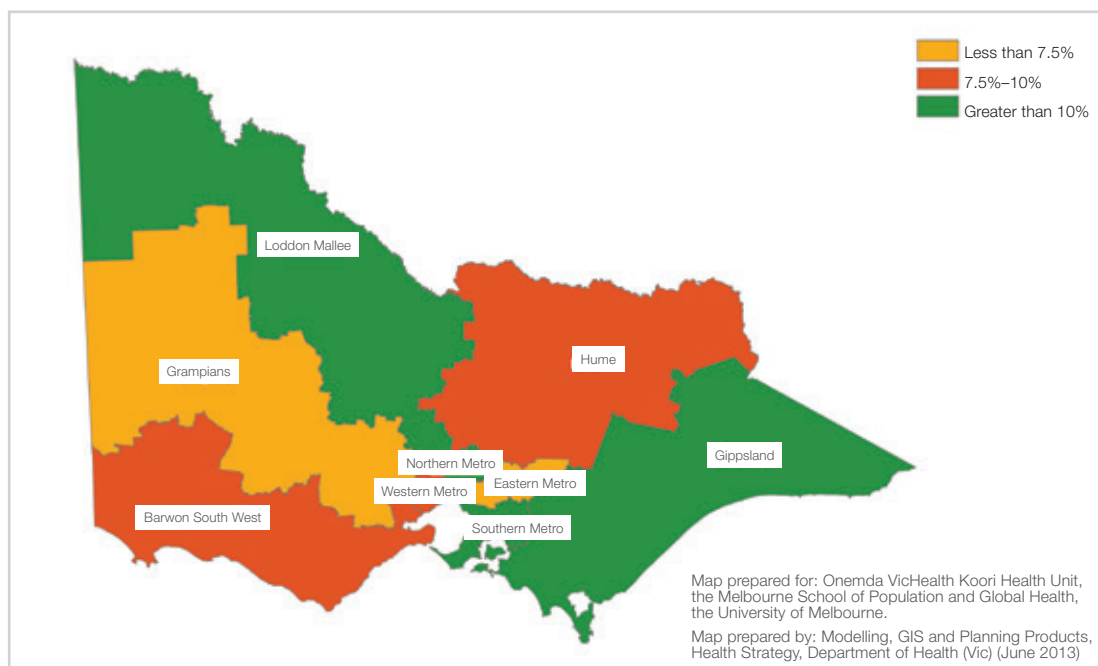 Less than 7.5%
7.5%–10%
Greater than 10%
Loddon Mallee
Hume
Grampians
Gippsland
Northern Metro
Eastern Metro
Western Metro
Barwon South West
Southern Metro
Map prepared for: Onemda VicHealth Koori Health Unit,
the Melbourne School of Population and Global Health,
the University of Melbourne.
Map prepared by: Modelling, GIS and Planning Products,
Health Strategy, Department of Health (Vic) (June 2013)